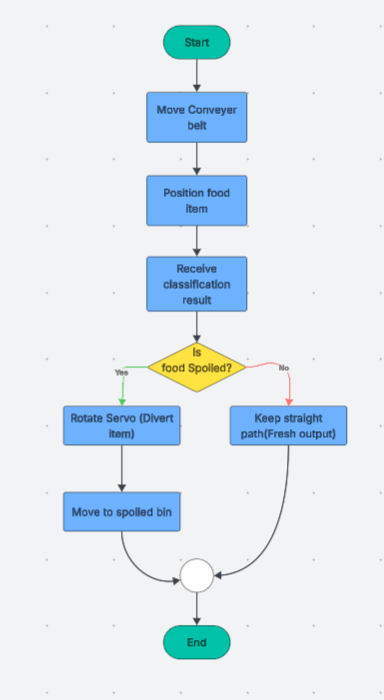 Start
Move Conveyer
belt
Position food
item
Receive
classification
result
Is
food Spoiled?
Yes
No
Rotate Servo (Divert
item)
Keep straight
path(Fresh output)
Move to spoiled bin
End